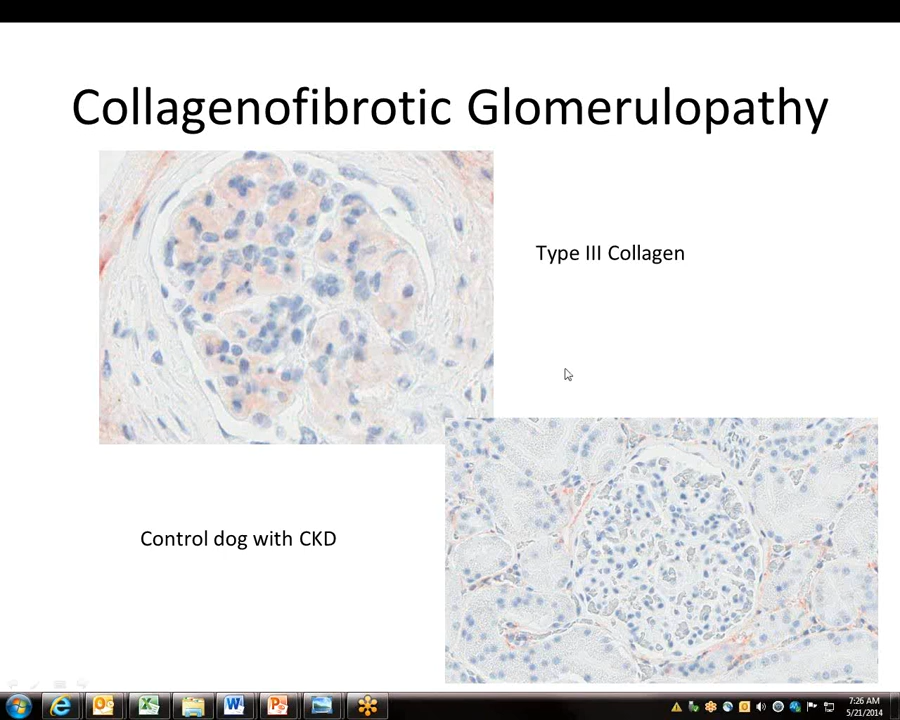 Collagenofibrotic Glomerulopathy
Type III Collagen
Control dog with CKD
7:26 AM
5/21/2014